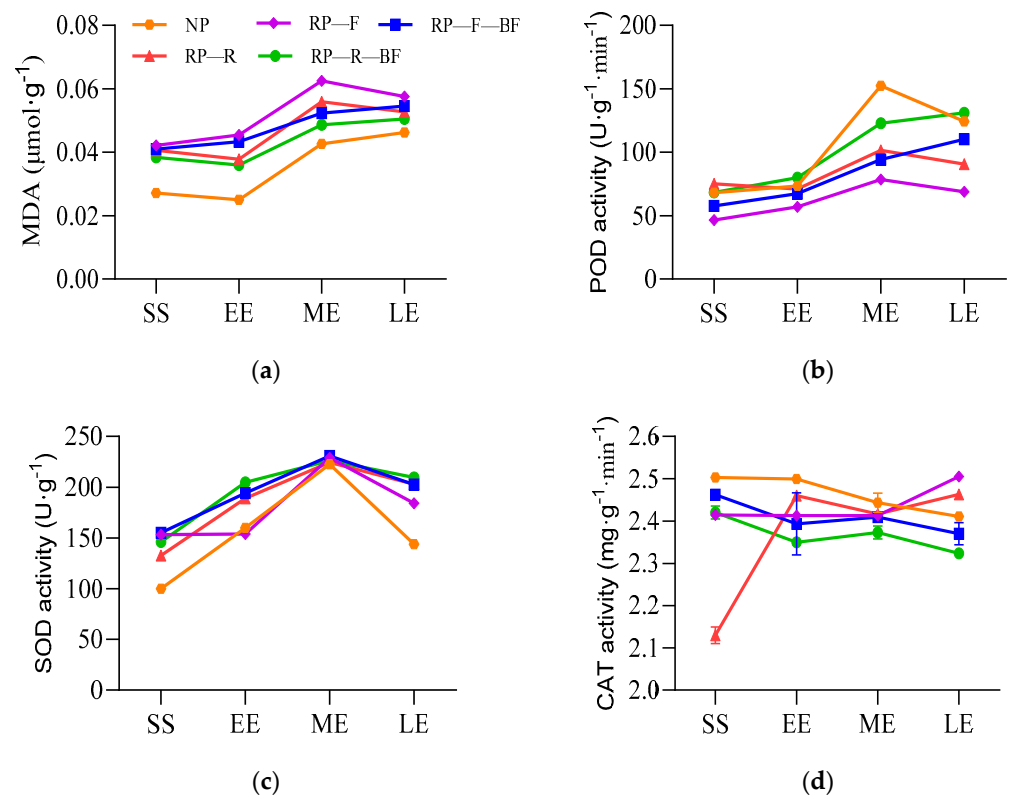 NP RP—F RP—F—BF
RP—R RP—R—BF
MDA (μmol·g⁻¹)
0.08
0.06
0.04
0.02
0.00
SS EE ME LE
(a)
POD activity (U·g⁻¹·min⁻¹)
200
150
100
50
0
SS EE ME LE
(b)
SOD activity (U·g⁻¹)
250
200
150
100
50
0
SS EE ME LE
(c)
CAT activity (mg·g⁻¹·min⁻¹)
2.6
2.5
2.4
2.3
2.2
2.1
2.0
SS EE ME LE
(d)